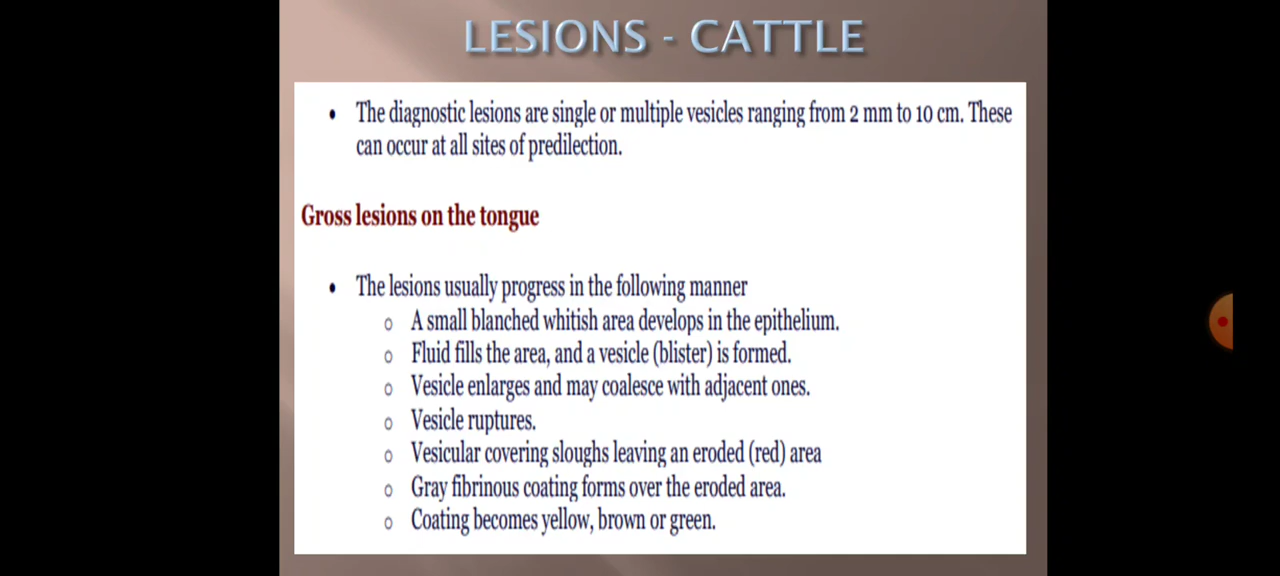 LESIONS - CATTLE
• The diagnostic lesions are single or multiple vesicles ranging from 2 mm to 10 cm. These
can occur at all sites of predilection.
Gross lesions on the tongue
• The lesions usually progress in the following manner
o A small blanched whitish area develops in the epithelium.
o Fluid fills the area, and a vesicle (blister) is formed.
o Vesicle enlarges and may coalesce with adjacent ones.
o Vesicle ruptures.
o Vesicular covering sloughs leaving an eroded (red) area
o Gray fibrinous coating forms over the eroded area.
o Coating becomes yellow, brown or green.